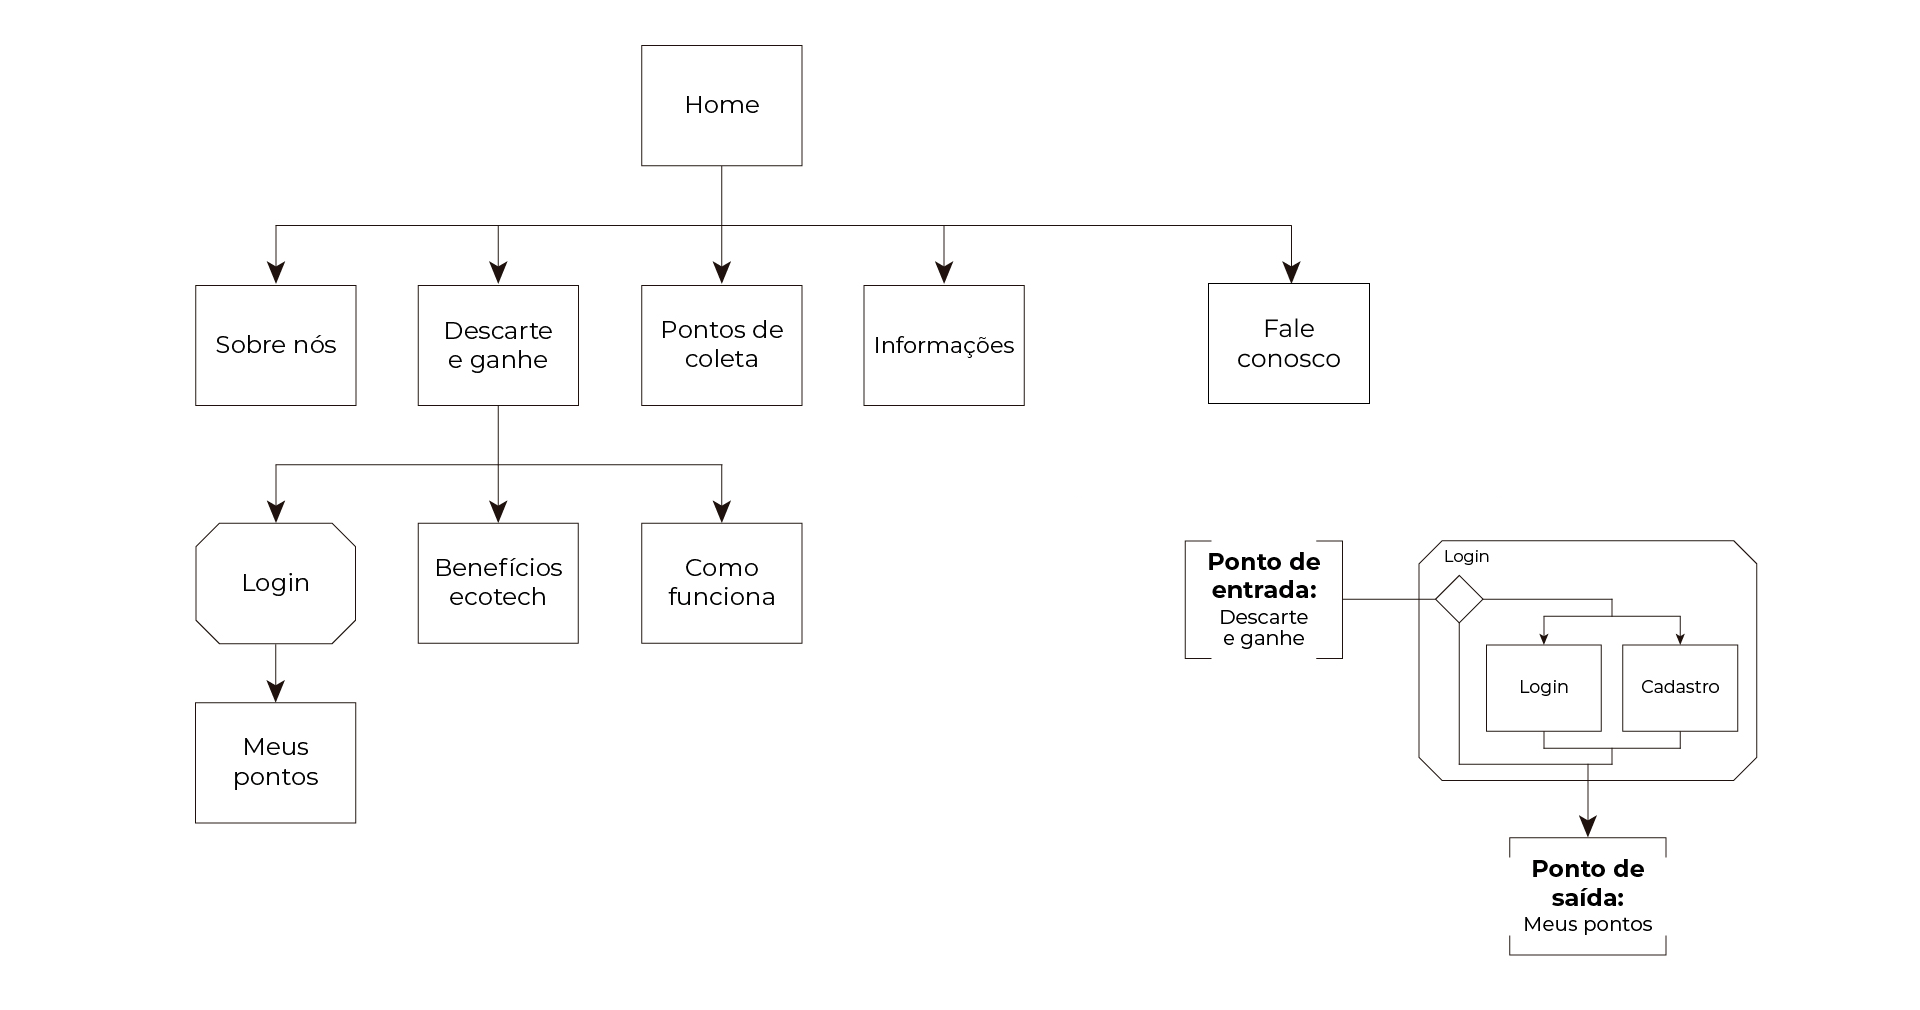 Home
Sobre nós
Descarte
e ganhe
Pontos de
coleta
Informações
Fale
conosco
Login
Benefícios
ecotech
Como
funciona
Meus
pontos
Ponto de
entrada:
Descarte
e ganhe
Login
Login
Cadastro
Ponto de
saída:
Meus pontos